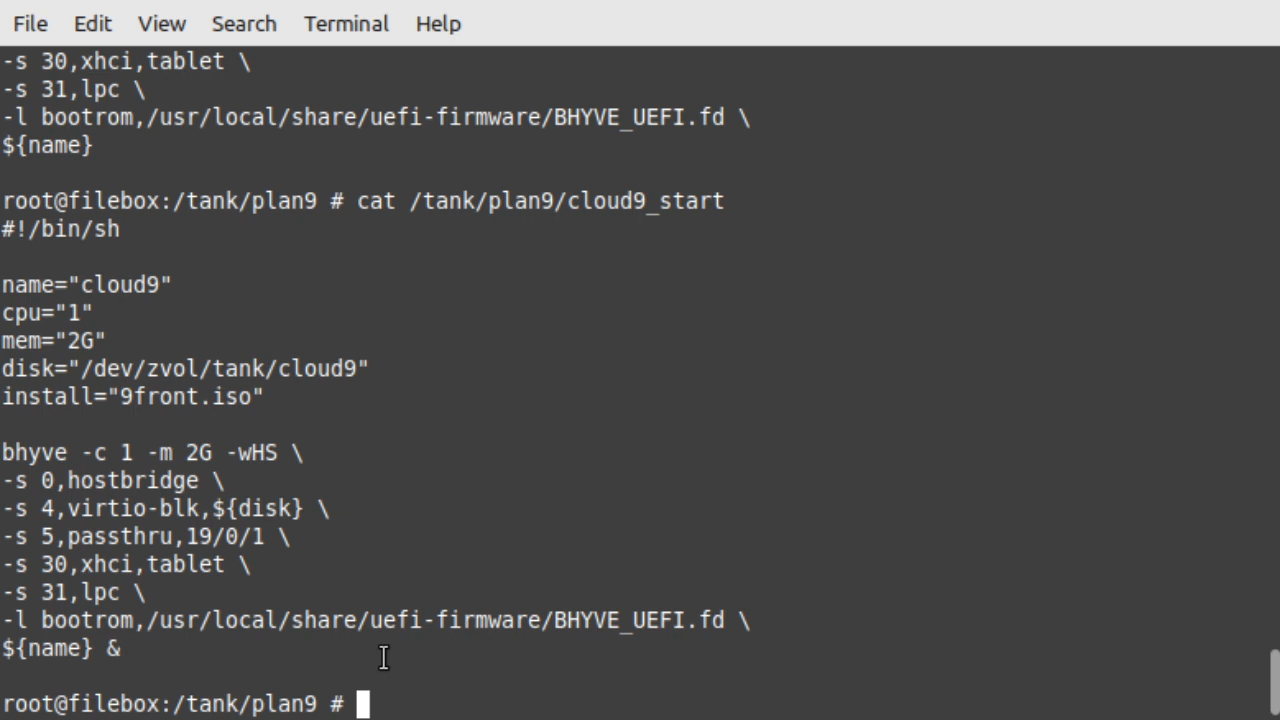 File Edit View Search Terminal Help
-s 30,xhci,tablet \
-s 31,lpc \
-l bootrom,/usr/local/share/uefi-firmware/BHYVE_UEFI.fd \
${name}
root@filebox:/tank/plan9 # cat /tank/plan9/cloud9_start
#!/bin/sh
name="cloud9"
cpu="1"
mem="2G"
disk="/dev/zvol/tank/cloud9"
install="9front.iso"
bhyve -c 1 -m 2G -wHS \
-s 0,hostbridge \
-s 4,virtio-blk,${disk} \
-s 5,passthru,19/0/1 \
-s 30,xhci,tablet \
-s 31,lpc \
-l bootrom,/usr/local/share/uefi-firmware/BHYVE_UEFI.fd \
${name} &
root@filebox:/tank/plan9 #